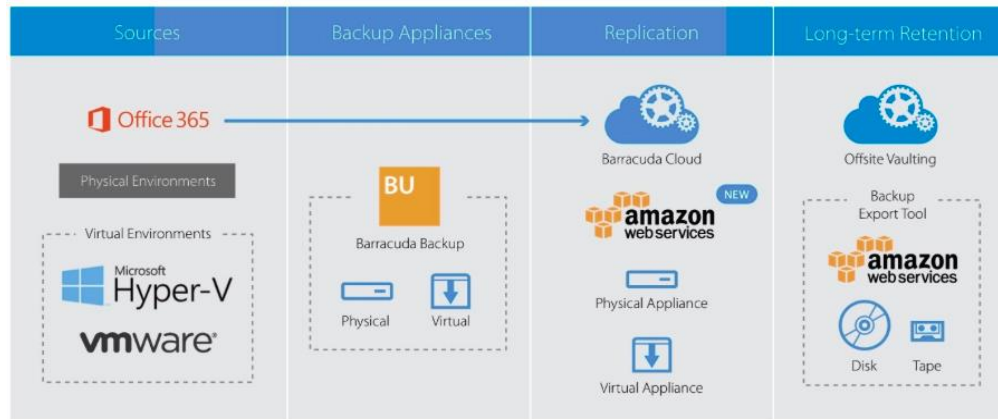 Sources
Backup Appliances
Replication
Long-term Retention
Office 365
Physical Environments
Virtual Environments
Microsoft
Hyper-V
vmware®
BU
Barracuda Backup
Physical
Virtual
Barracuda Cloud
NEW
amazon
webservices
Physical Appliance
Virtual Appliance
Offsite Vaulting
Backup
Export Tool
amazon
webservices
Disk
Tape